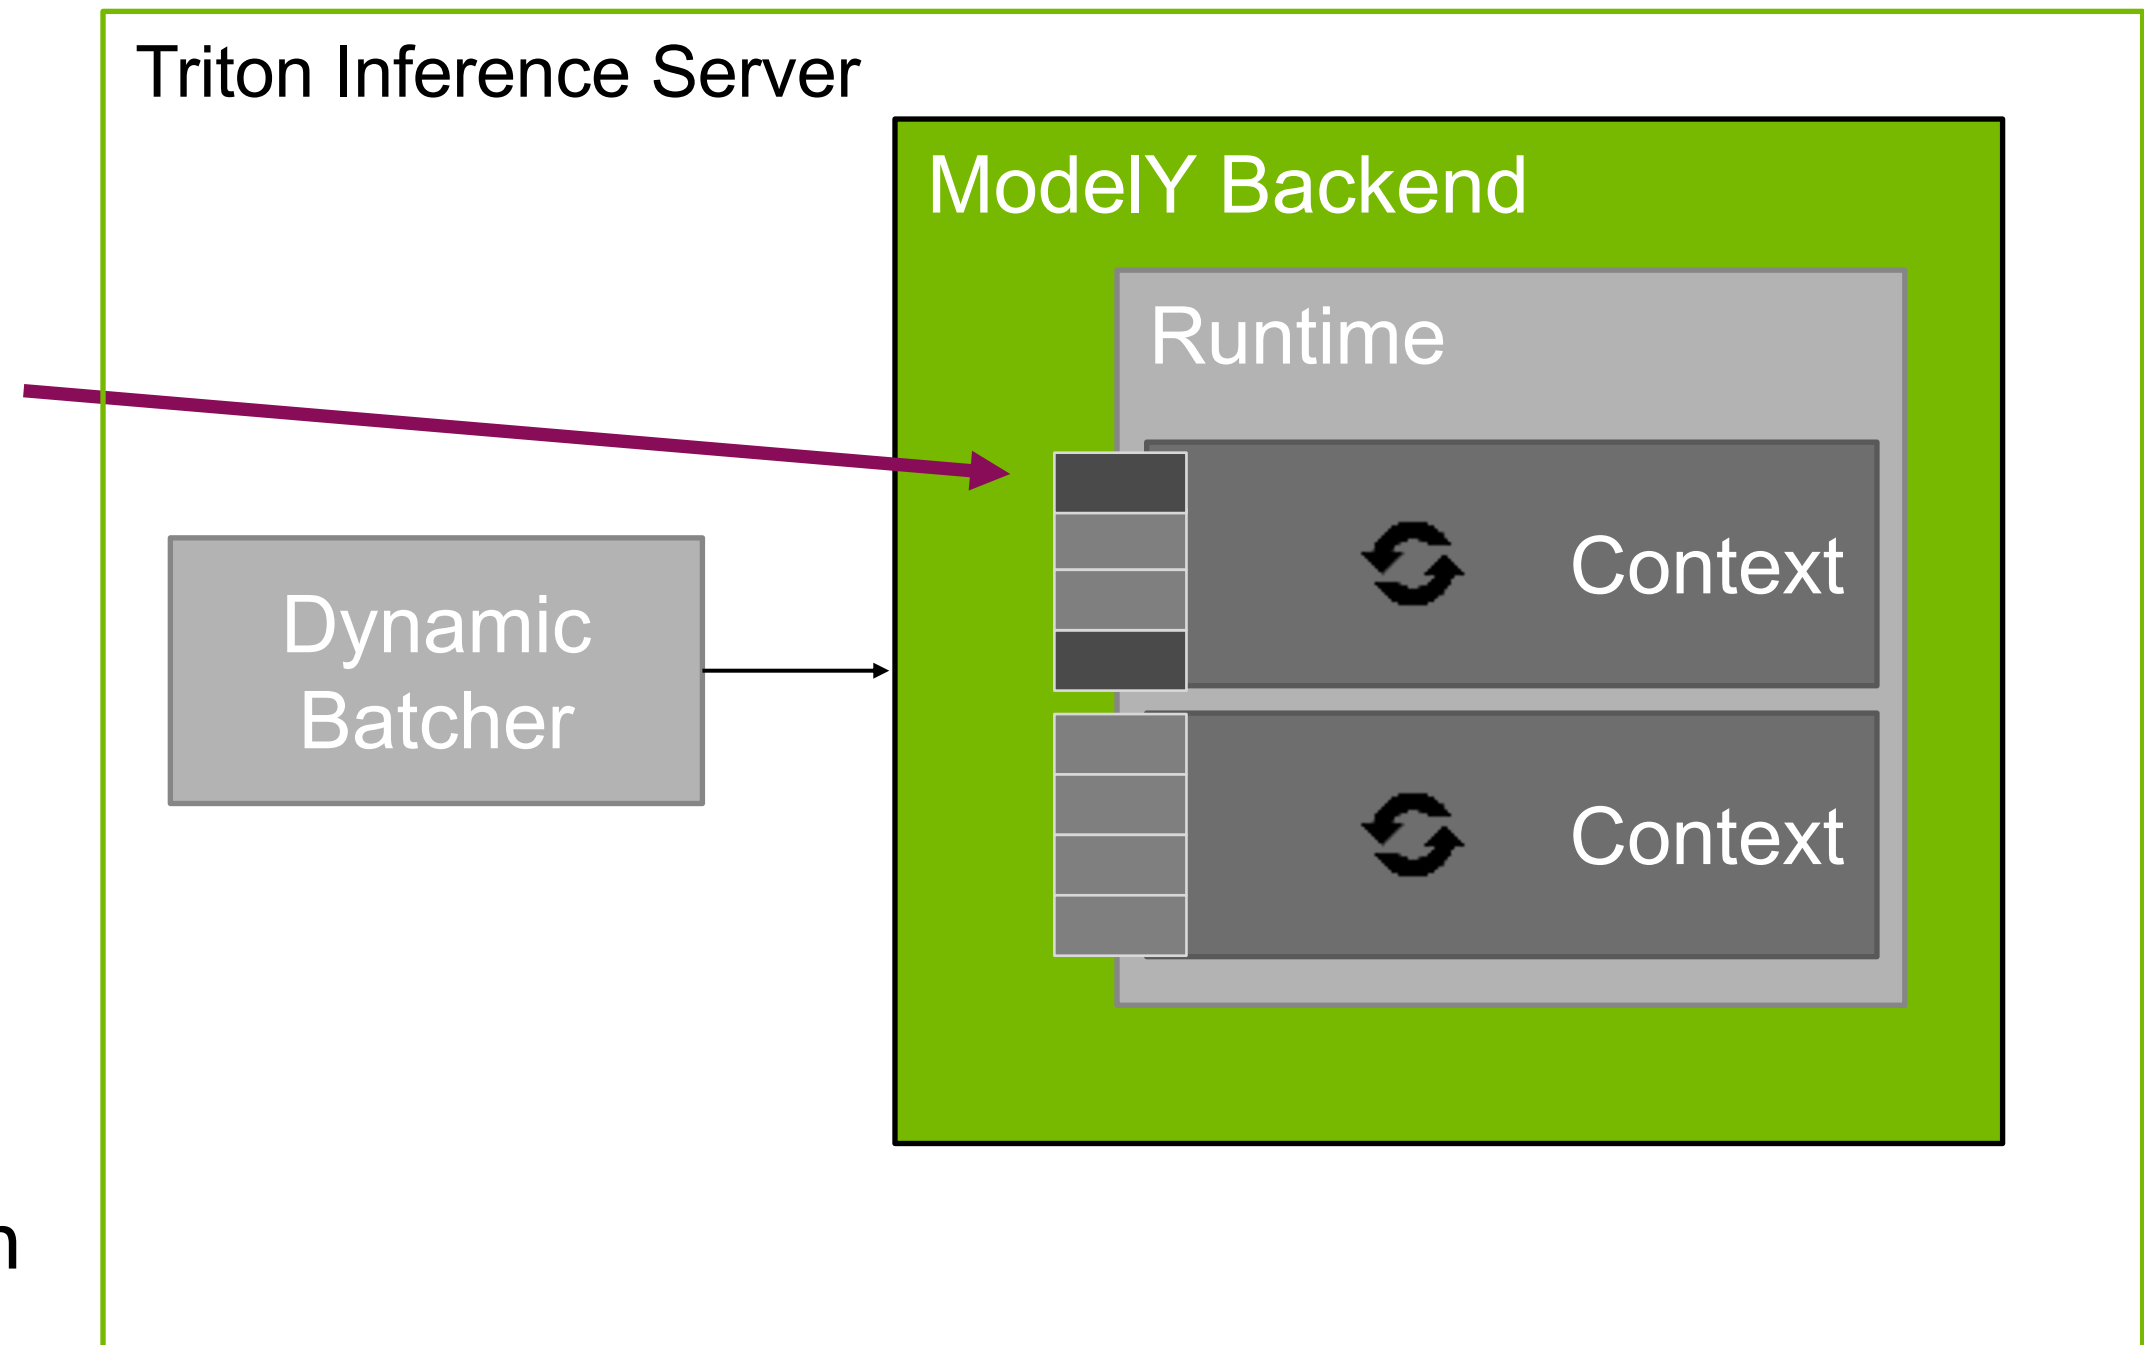 Triton Inference Server
ModelY Backend
Runtime
Context
Dynamic
Batcher
Context